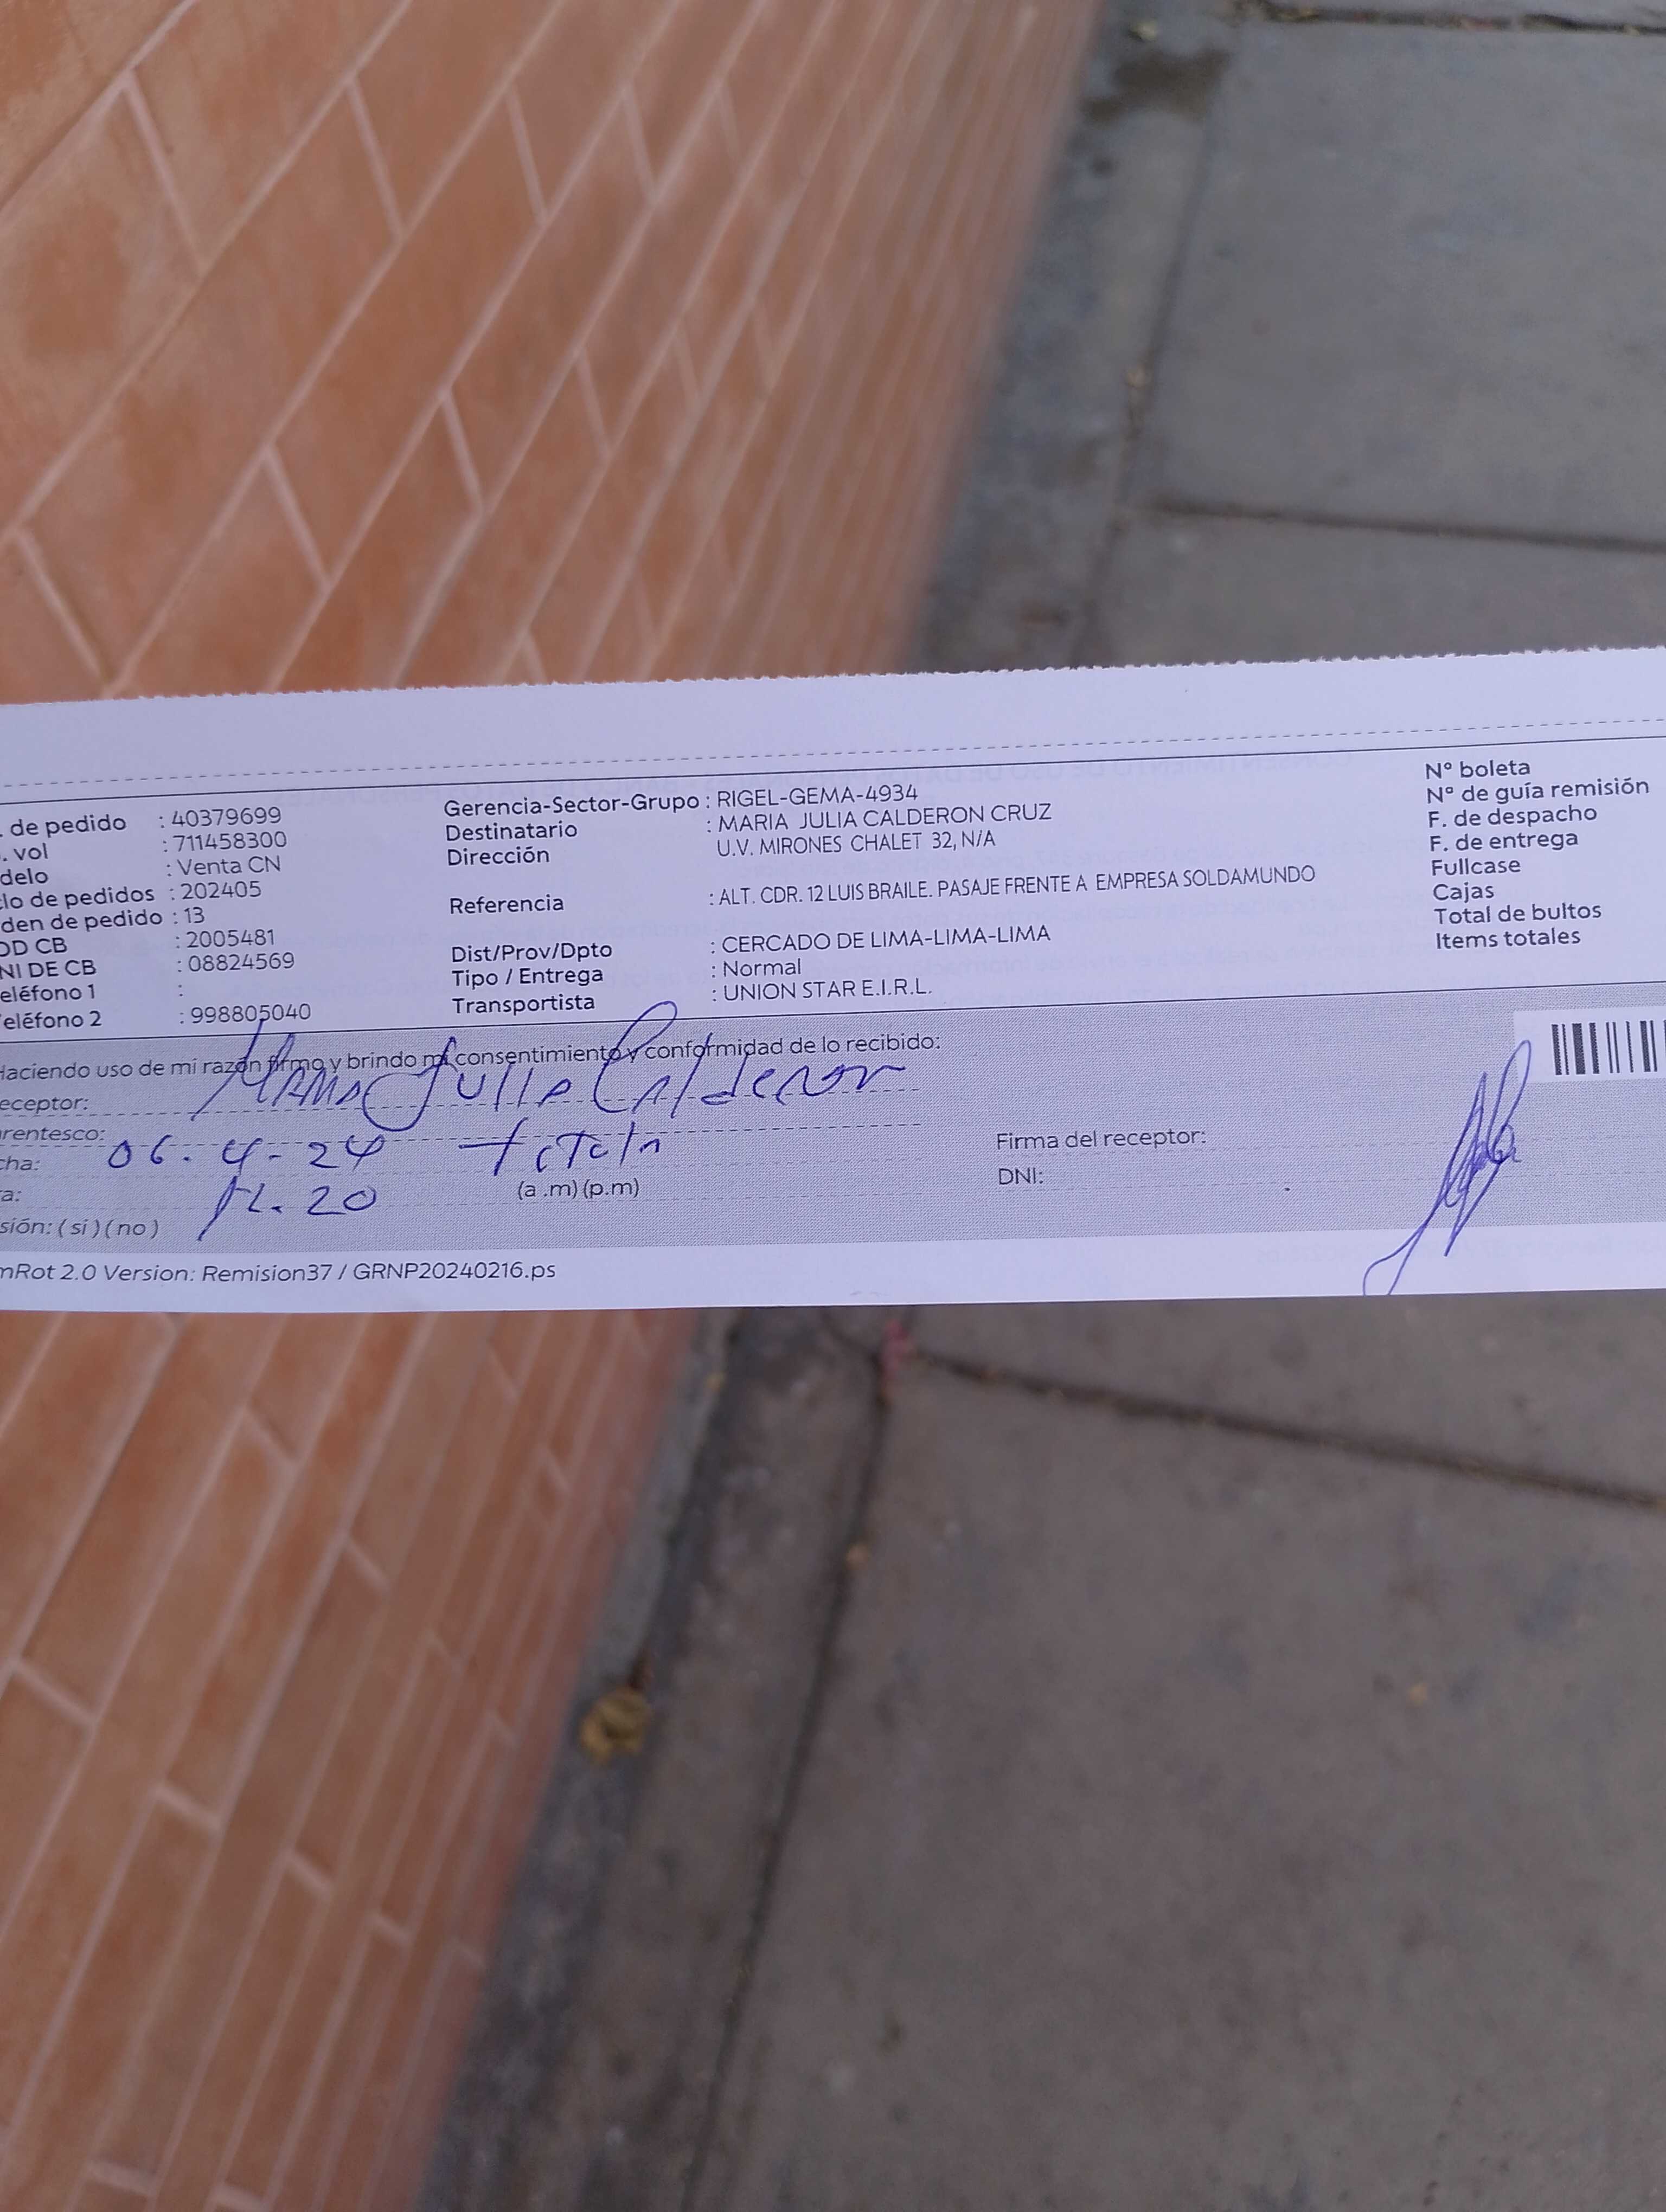 . de pedido : 40379699
. vol : 711458300
delo : Venta CN
lo de pedidos : 202405
den de pedido : 13
OD CB : 2005481
NI DE CB : 08824569
eléfono 1 :
eléfono 2 : 998805040
Gerencia-Sector-Grupo : RIGEL-GEMA-4934
Destinatario : MARIA JULIA CALDERON CRUZ
Dirección U.V. MIRONES CHALET 32, N/A
Referencia : ALT. CDR. 12 LUIS BRAILE. PASAJE FRENTE A EMPRESA SOLDAMUNDO
Dist/Prov/Dpto : CERCADO DE LIMA-LIMA-LIMA
Tipo / Entrega : Normal
Transportista : UNION STAR E.I.R.L.
N° boleta
N° de guía remisión
F. de despacho
F. de entrega
Fullcase
Cajas
Total de bultos
Items totales
Haciendo uso de mi razón firmo y brindo mi consentimiento y conformidad de lo recibido:
eceptor: Maria Julia Calderon
rentesco:
cha: 06.4-24 titular
a: 12.20 (a .m) (p.m)
sión: ( si ) ( no )
Firma del receptor:
DNI:
mRot 2.0 Version: Remision37 / GRNP20240216.ps